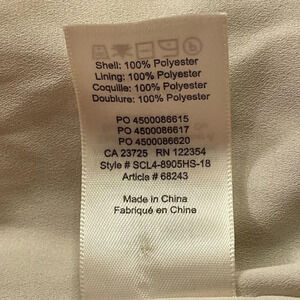 Shell: 100% Polyester
Lining: 100% Polyester
Coquille: 100% Polyester
Doublure: 100% Polyester
PO 4500086615
PO 4500086617
PO 4500086620
CA 23725 RN 122354
Style # SCL4-8905HS-18
Article # 68243
Made in China
Fabriqué en Chine